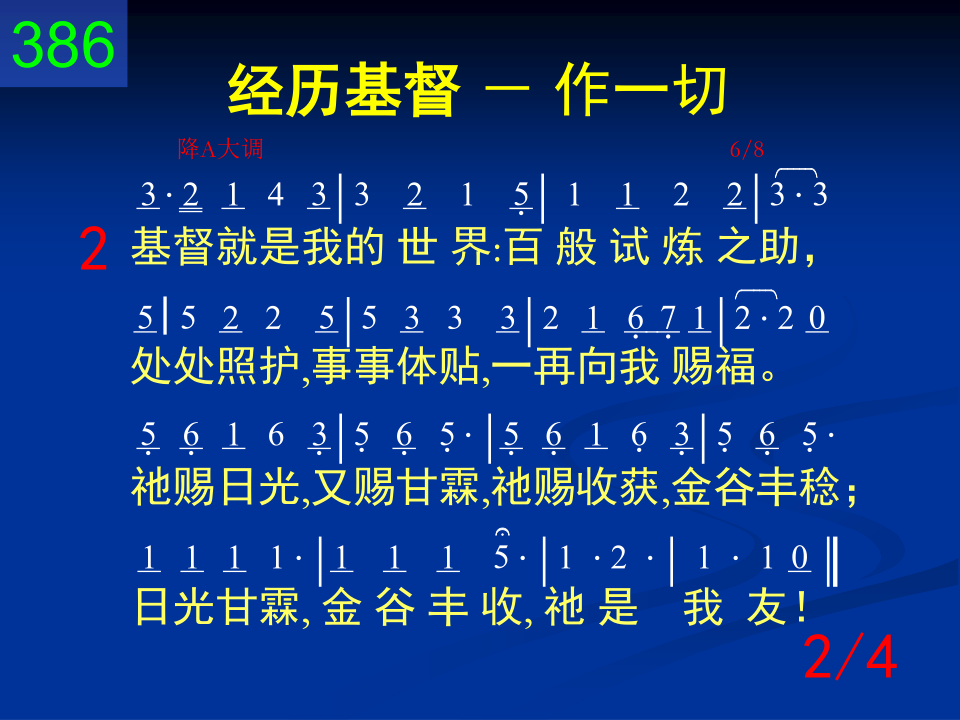 386
经历基督 － 作一切
降A大调 6/8
3·2 1 4 3|3 2 1 5|1 1 2 2|3·3
2
基督就是我的 世 界:百 般 试 炼 之助，
5|5 2 2 5|5 3 3 3|2 1 6 7 1|2·2 0
处处照护,事事体贴,一再向我 赐福。
5 6 1 6 3|5 6 5·|5 6 1 6 3|5 6 5·
祂赐日光,又赐甘霖,祂赐收获,金谷丰稔；
1 1 1 1·|1 1 1 5·|1 ·2 ·| 1 · 1 0‖
日光甘霖, 金 谷 丰 收, 祂 是 我 友！
2/4